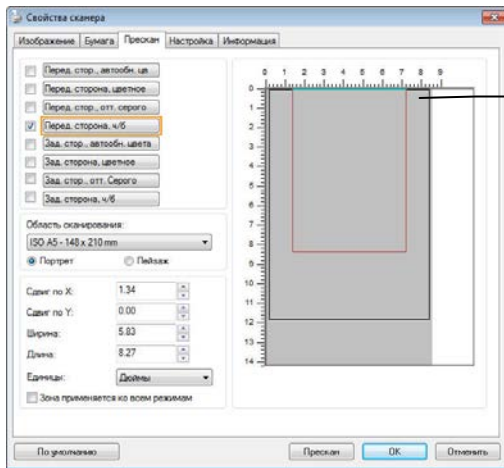 Свойства сканера
Изображение Бумага Прескан Настройка Информация
Перед. стор., автообн. цв
Перед. сторона, цветное
Перед. стор., отт. серого
Перед. сторона, ч/б
Зад. стор., автообн. цвета
Зад. сторона, цветное
Зад. стор., отт. Серого
Зад. сторона, ч/б
Область сканирования:
ISO A5 - 148 x 210 mm
Портрет Пейзаж
Сдвиг по X: 1.34
Сдвиг по Y: 0.00
Ширина: 5.83
Длина: 8.27
Единицы: Дюймы
Зона применяется ко всем режимам
0 1 2 3 4 5 6 7 8 9
0
1
2
3
4
5
6
7
8
9
10
11
12
13
14
По умолчанию Прескан OK Отменить